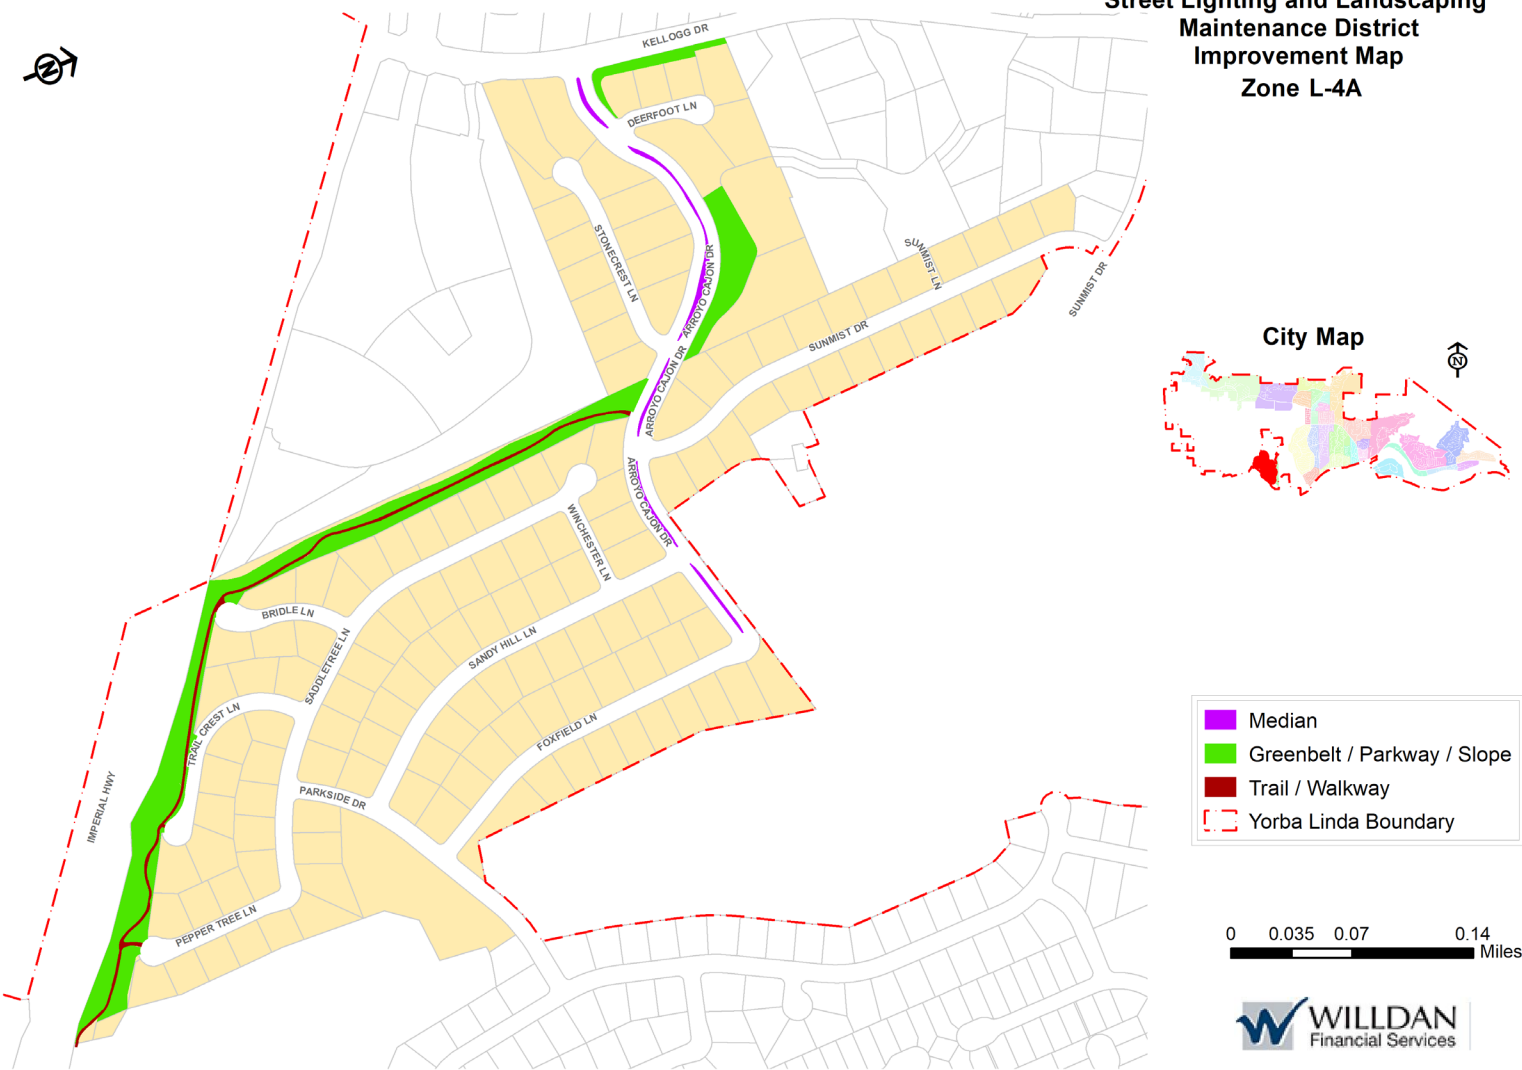 Street Lighting and Landscaping
Maintenance District
Improvement Map
Zone L-4A
N
KELLOGG DR
DEERFOOT LN
STONECREST LN
ARROYO CAJON DR
SUNMIST LN
SUNMIST DR
SUNMIST DR
ARROYO CAJON DR
ARROYO CAJON DR
WINCHESTER LN
BRIDLE LN
SADDLETREE LN
SANDY HILL LN
TRAIL CREST LN
FOXFIELD LN
PARKSIDE DR
IMPERIAL HWY
PEPPER TREE LN
City Map
N
Median
Greenbelt / Parkway / Slope
Trail / Walkway
Yorba Linda Boundary
0 0.035 0.07 0.14
Miles
WILLDAN
Financial Services